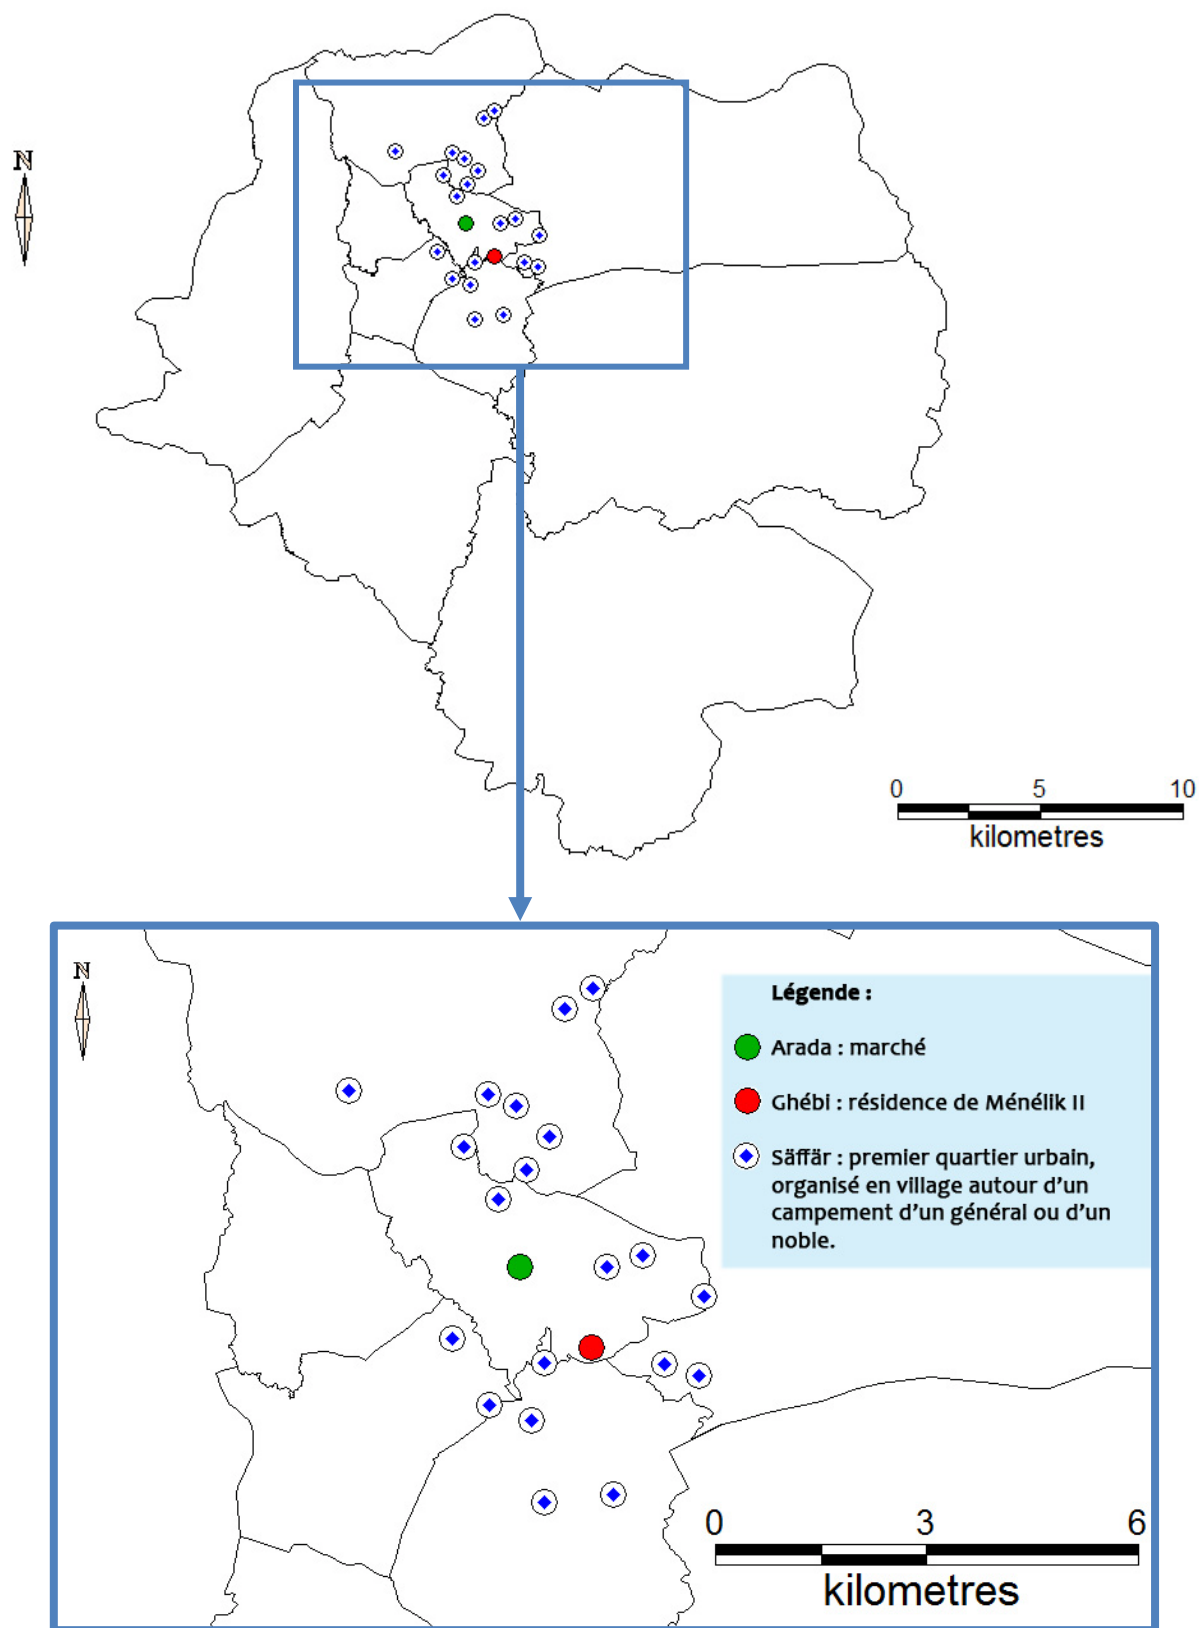 N
0 5 10
kilometres
N
Légende :
Arada : marché
Ghébi : résidence de Ménélik II
Säffär : premier quartier urbain,
organisé en village autour d'un
campement d'un général ou d'un
noble.
0 3 6
kilometres